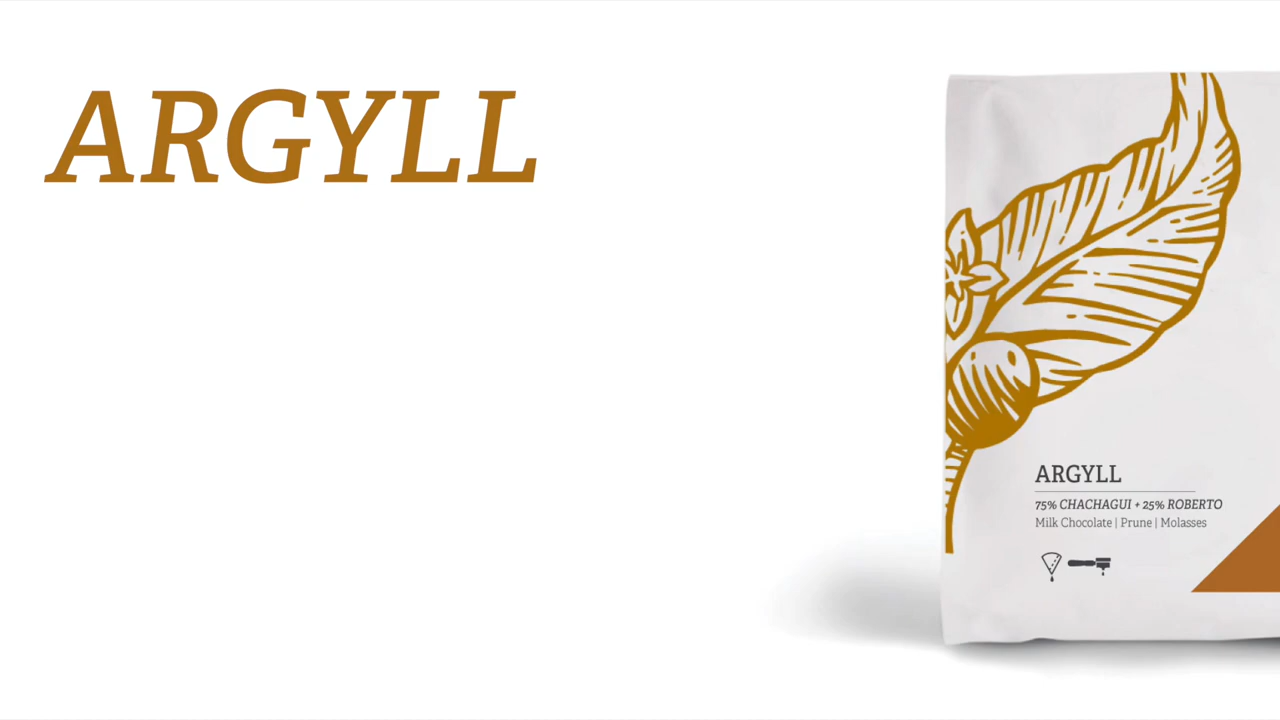 ARGYLL
ARGYLL
75% CHACHAGUI + 25% ROBERTO
Milk Chocolate | Prune | Molasses